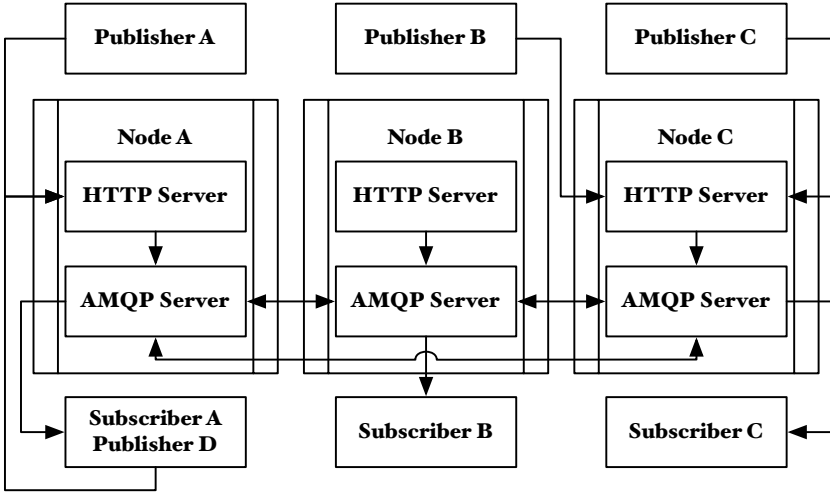 Publisher A
Publisher B
Publisher C
Node A
Node B
Node C
HTTP Server
HTTP Server
HTTP Server
AMQP Server
AMQP Server
AMQP Server
Subscriber A
Publisher D
Subscriber B
Subscriber C